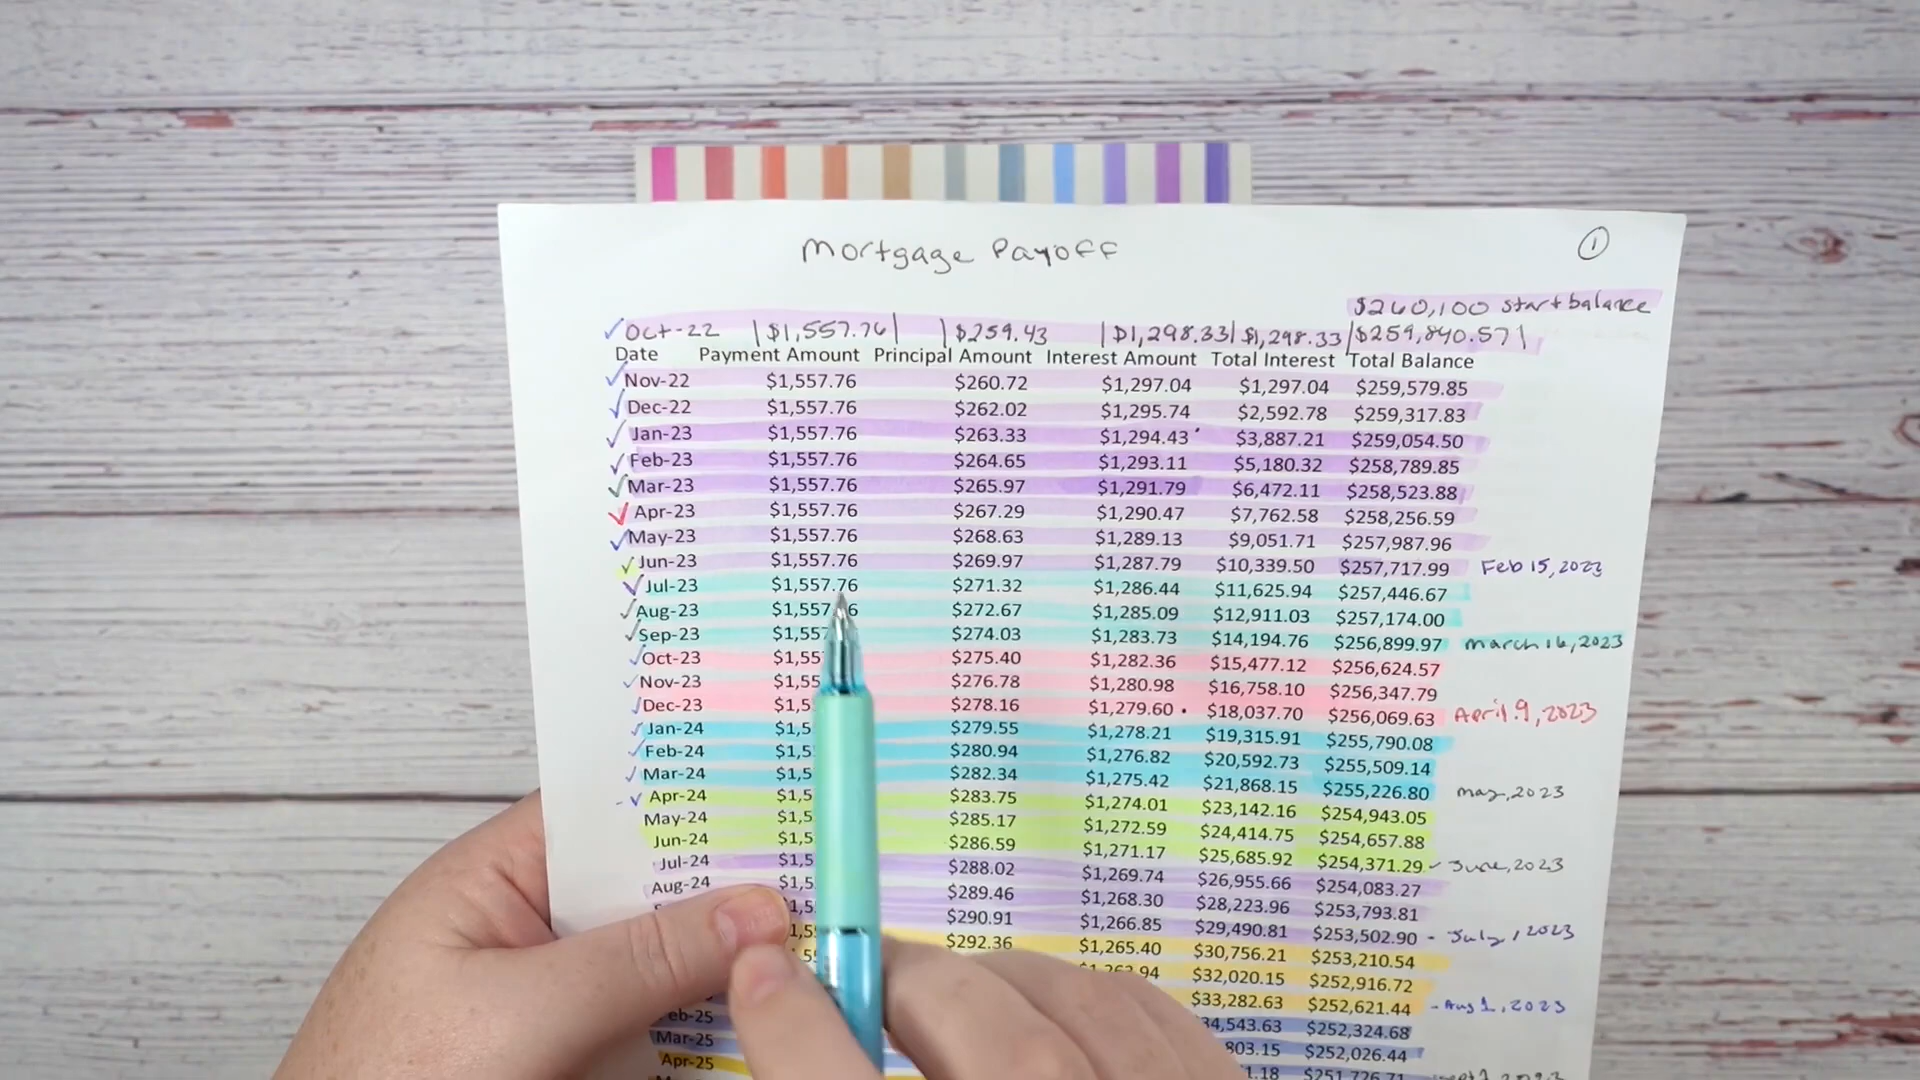 Mortgage Payoff
1
$260,100 start balance
✓ Oct-22 | $1,557.76 | | $259.43 | $1,298.33 | $1,298.33 | $259,840.57 |
Date Payment Amount Principal Amount Interest Amount Total Interest Total Balance
✓ Nov-22 $1,557.76 $260.72 $1,297.04 $1,297.04 $259,579.85
✓ Dec-22 $1,557.76 $262.02 $1,295.74 $2,592.78 $259,317.83
✓ Jan-23 $1,557.76 $263.33 $1,294.43 $3,887.21 $259,054.50
✓ Feb-23 $1,557.76 $264.65 $1,293.11 $5,180.32 $258,789.85
✓ Mar-23 $1,557.76 $265.97 $1,291.79 $6,472.11 $258,523.88
✓ Apr-23 $1,557.76 $267.29 $1,290.47 $7,762.58 $258,256.59
✓ May-23 $1,557.76 $268.63 $1,289.13 $9,051.71 $257,987.96
✓ Jun-23 $1,557.76 $269.97 $1,287.79 $10,339.50 $257,717.99 Feb 15, 2023
✓ Jul-23 $1,557.76 $271.32 $1,286.44 $11,625.94 $257,446.67
✓ Aug-23 $272.67 $1,285.09 $12,911.03 $257,174.00
✓ Sep-23 $274.03 $1,283.73 $14,194.76 $256,899.97 march 16, 2023
✓ Oct-23 $275.40 $1,282.36 $15,477.12 $256,624.57
✓ Nov-23 $276.78 $1,280.98 $16,758.10 $256,347.79
✓ Dec-23 $278.16 $1,279.60 $18,037.70 $256,069.63 April 9, 2023
✓ Jan-24 $279.55 $1,278.21 $19,315.91 $255,790.08
✓ Feb-24 $280.94 $1,276.82 $20,592.73 $255,509.14
✓ Mar-24 $282.34 $1,275.42 $21,868.15 $255,226.80 may, 2023
- ✓ Apr-24 $283.75 $1,274.01 $23,142.16 $254,943.05
May-24 $285.17 $1,272.59 $24,414.75 $254,657.88
Jun-24 $286.59 $1,271.17 $25,685.92 $254,371.29 - June, 2023
Jul-24 $288.02 $1,269.74 $26,955.66 $254,083.27
Aug-24 $289.46 $1,268.30 $28,223.96 $253,793.81
$290.91 $1,266.85 $29,490.81 $253,502.90 - July, 2023
$292.36 $1,265.40 $30,756.21 $253,210.54
$32,020.15 $252,916.72
$33,282.63 $252,621.44 - Aug 1, 2023
Feb-25 $252,324.68
Mar-25 $252,026.44
Apr-25